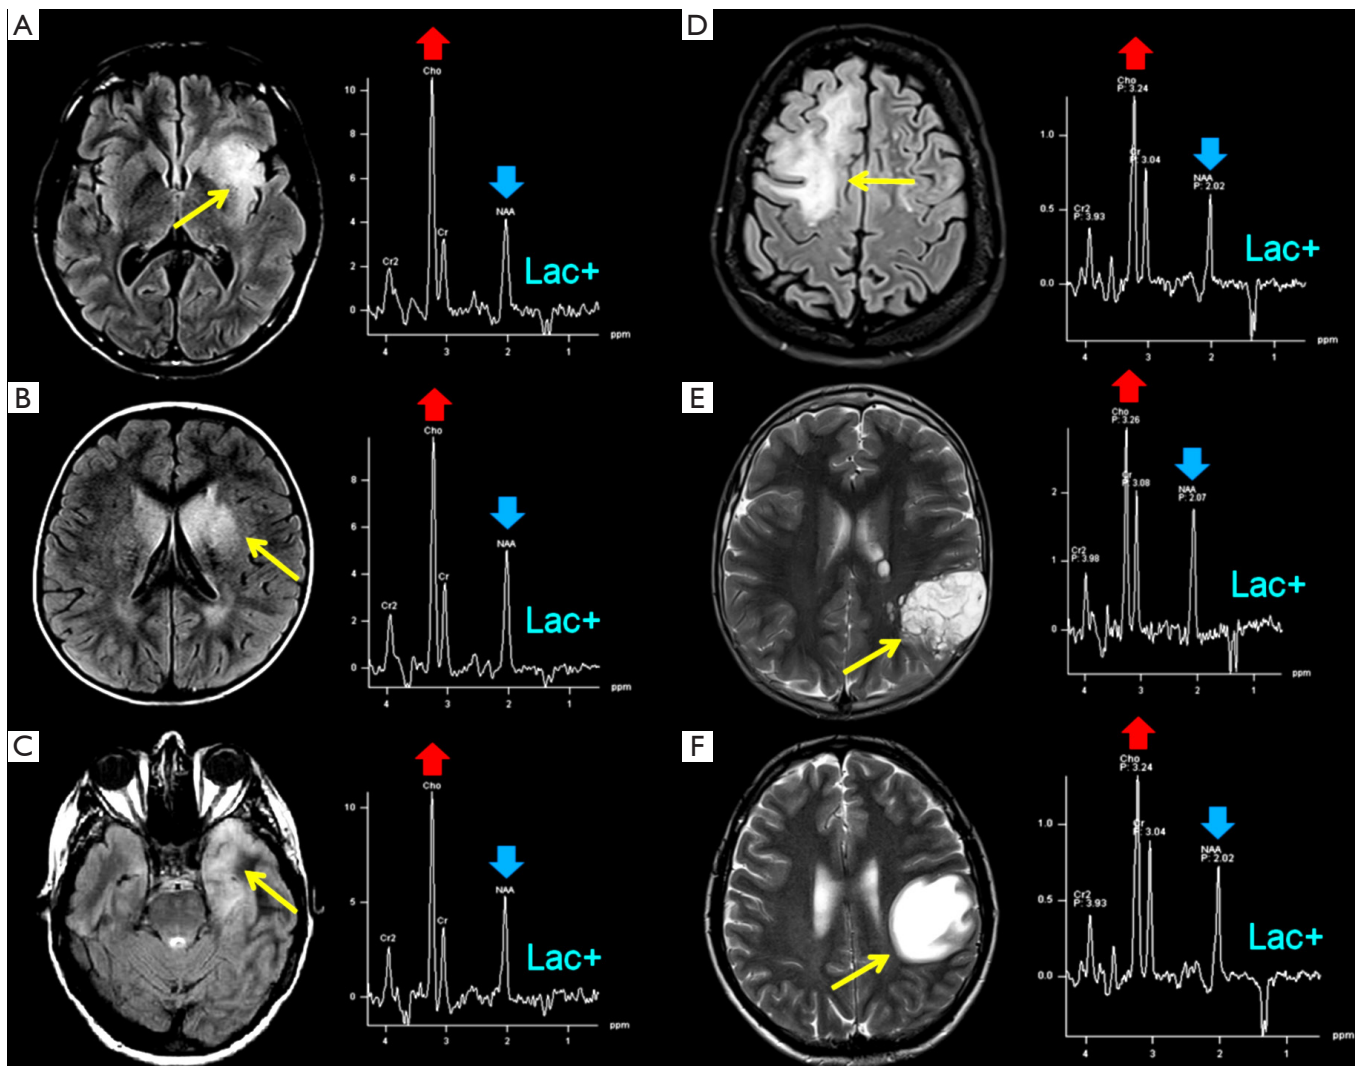 A
Cho
10
8
6
4
2
0
Cr2
Cr
NAA
Lac+
4
3
2
1
ppm
B
Cho
8
6
4
2
0
Cr2
Cr
NAA
Lac+
4
3
2
1
ppm
C
Cho
10
5
0
Cr2
Cr
NAA
Lac+
4
3
2
1
ppm
D
Cho
P: 3.24
Cr
P: 3.04
NAA
P: 2.02
Cr2
P: 3.93
1.0
0.5
0.0
Lac+
4
3
2
1
ppm
E
Cho
P: 3.26
Cr
P: 3.08
NAA
P: 2.07
Cr2
P: 3.98
2
1
0
Lac+
4
3
2
1
ppm
F
Cho
P: 3.24
Cr
P: 3.04
NAA
P: 2.02
Cr2
P: 3.93
1.0
0.5
0.0
Lac+
4
3
2
1
ppm